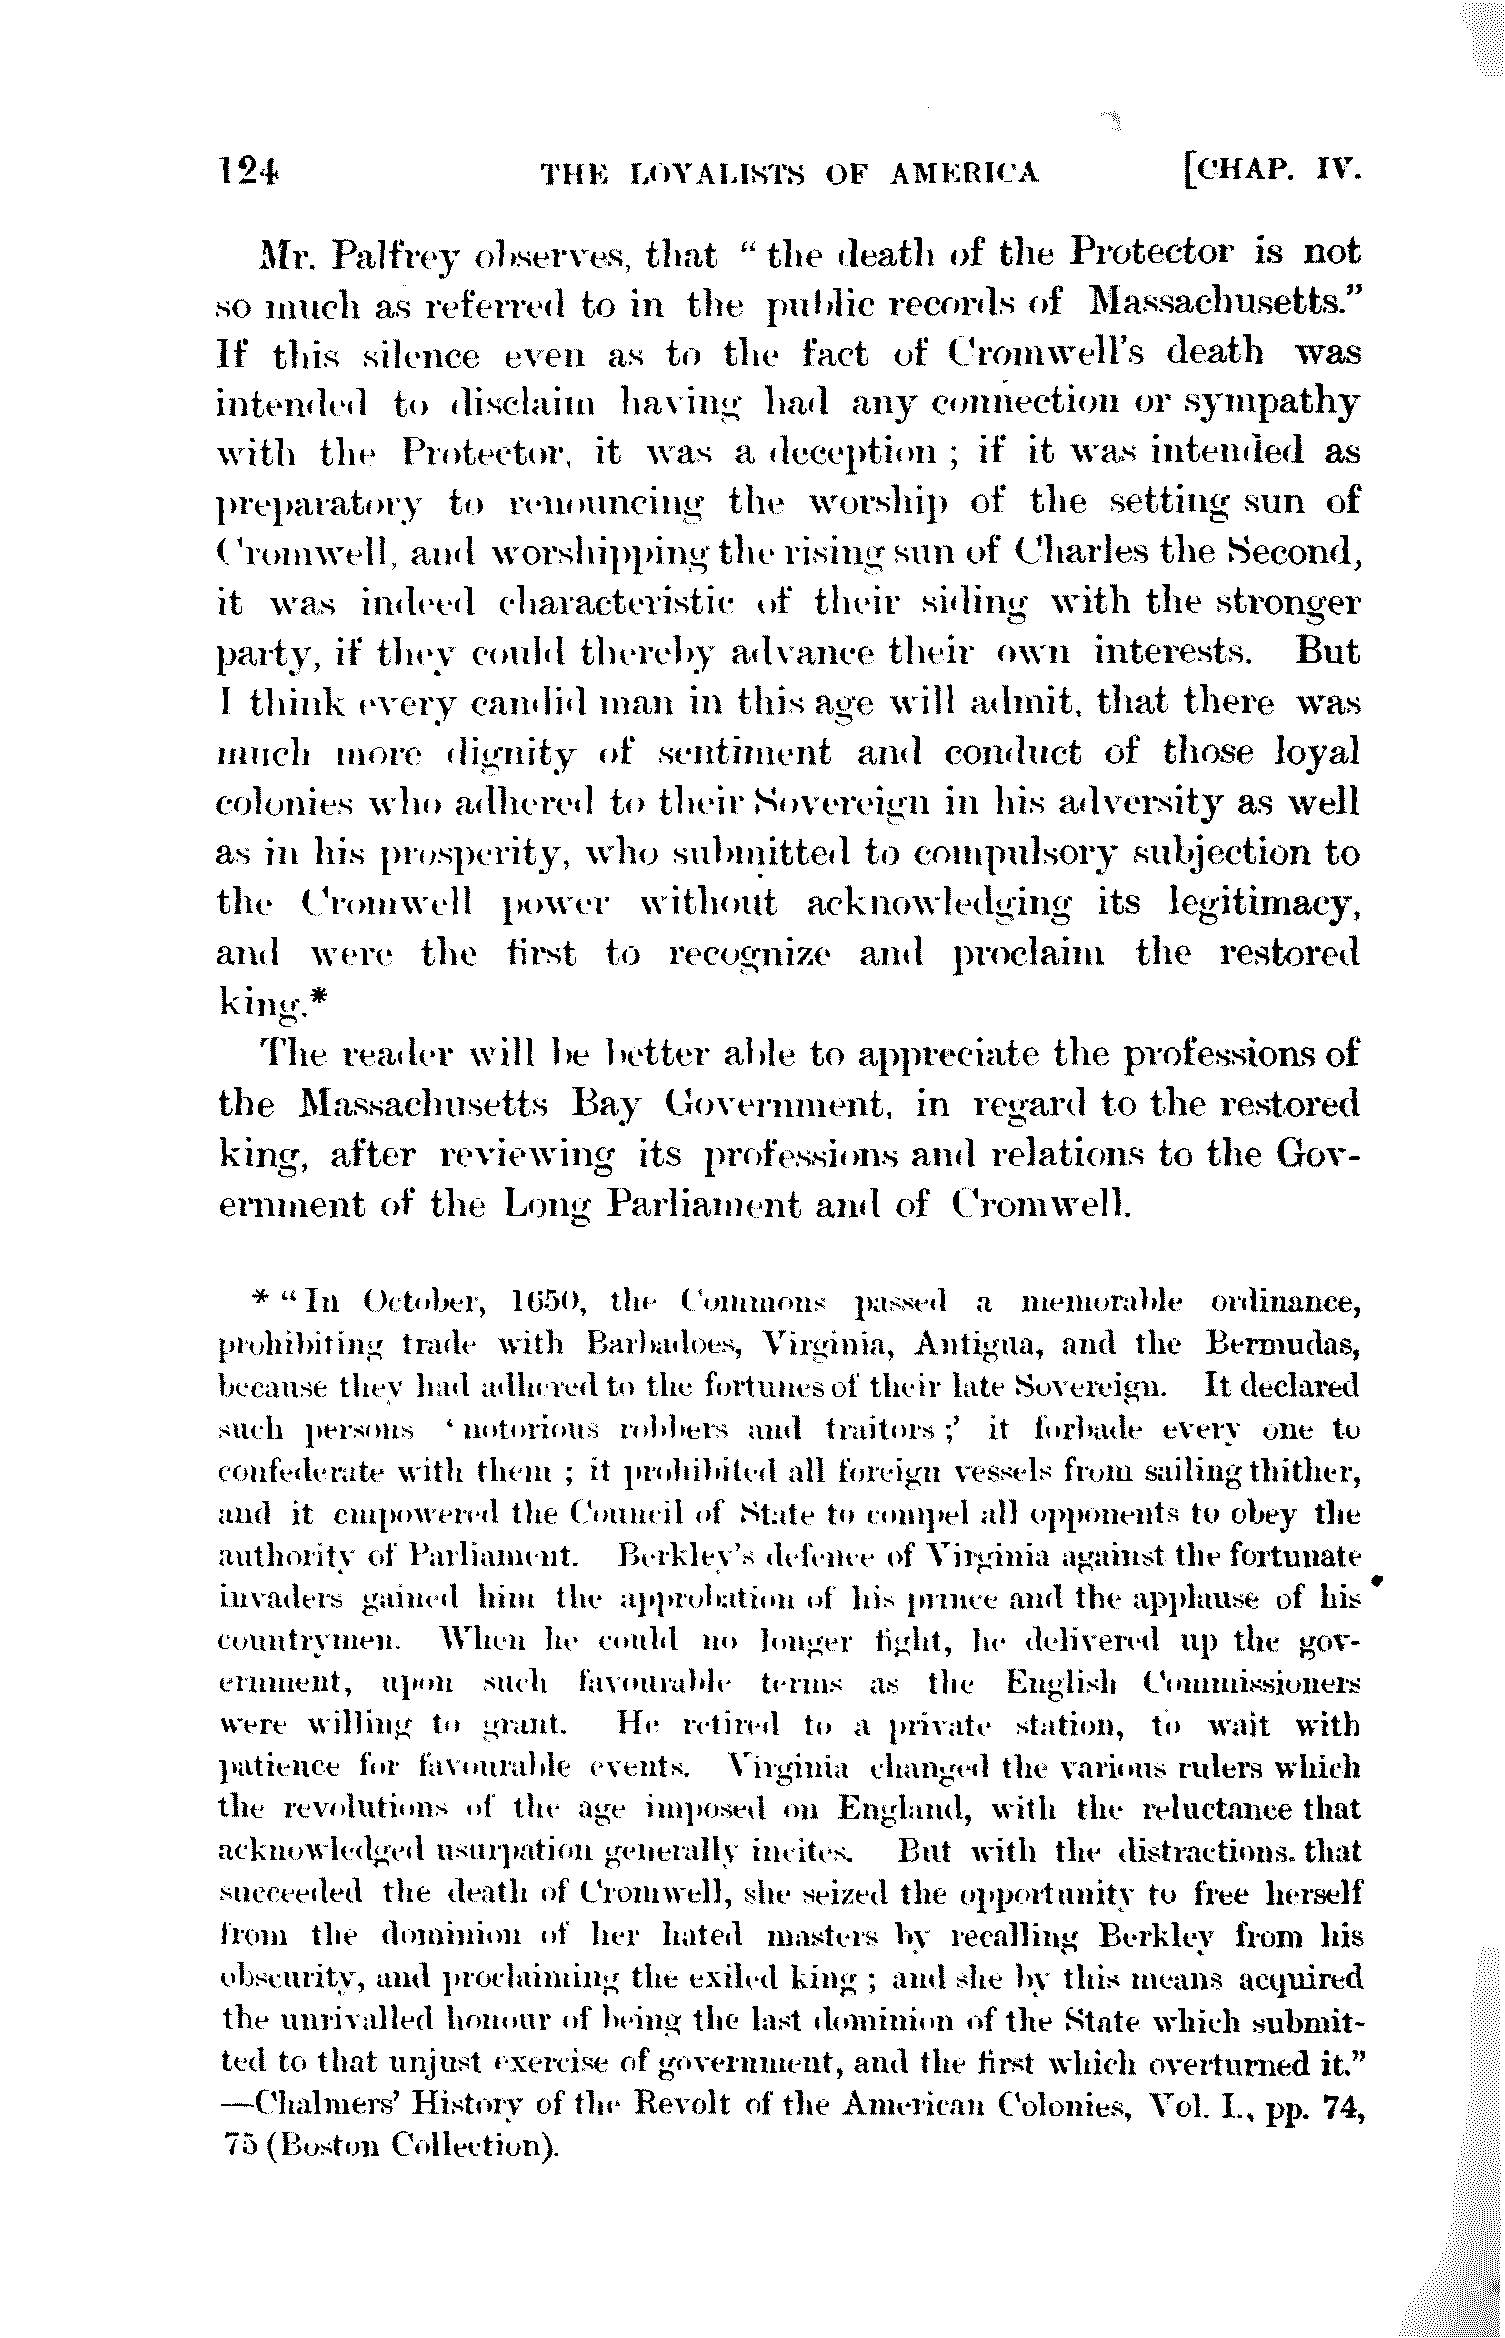 124 THE LOYALISTS OF AMERICA [CHAP. IV.
Mr. Palfrey observes, that “ the death of the Protector is not
so much as referred to in the public records of Massachusetts.”
If this silence even as to the fact of Cromwell's death was
intended to disclaim having had any connection or sympathy
with the Protector, it was a deception ; if it was intended as
preparatory to renouncing the worship of the setting sun of
Cromwell, and worshipping the rising sun of Charles the Second,
it was indeed characteristic of their siding with the stronger
party, if they could thereby advance their own interests. But
I think every candid man in this age will admit, that there was
much more dignity of sentiment and conduct of those loyal
colonies who adhered to their Sovereign in his adversity as well
as in his prosperity, who submitted to compulsory subjection to
the Cromwell power without acknowledging its legitimacy,
and were the first to recognize and proclaim the restored
king.*
The reader will be better able to appreciate the professions of
the Massachusetts Bay Government, in regard to the restored
king, after reviewing its professions and relations to the Gov-
ernment of the Long Parliament and of Cromwell.
* “ In October, 1650, the Commons passed a memorable ordinance,
prohibiting trade with Barbadoes, Virginia, Antigua, and the Bermudas,
because they had adhered to the fortunes of their late Sovereign. It declared
such persons ‘ notorious robbers and traitors ;’ it forbade every one to
confederate with them ; it prohibited all foreign vessels from sailing thither,
and it empowered the Council of State to compel all opponents to obey the
authority of Parliament. Berkley's defence of Virginia against the fortunate
invaders gained him the approbation of his prince and the applause of his
countrymen. When he could no longer fight, he delivered up the gov-
ernment, upon such favourable terms as the English Commissioners
were willing to grant. He retired to a private station, to wait with
patience for favourable events. Virginia changed the various rulers which
the revolutions of the age imposed on England, with the reluctance that
acknowledged usurpation generally incites. But with the distractions. that
succeeded the death of Cromwell, she seized the opportunity to free herself
from the dominion of her hated masters by recalling Berkley from his
obscurity, and proclaiming the exiled king ; and she by this means acquired
the unrivalled honour of being the last dominion of the State which submit-
ted to that unjust exercise of government, and the first which overturned it.”
—Chalmers' History of the Revolt of the American Colonies, Vol. I., pp. 74,
75 (Boston Collection).